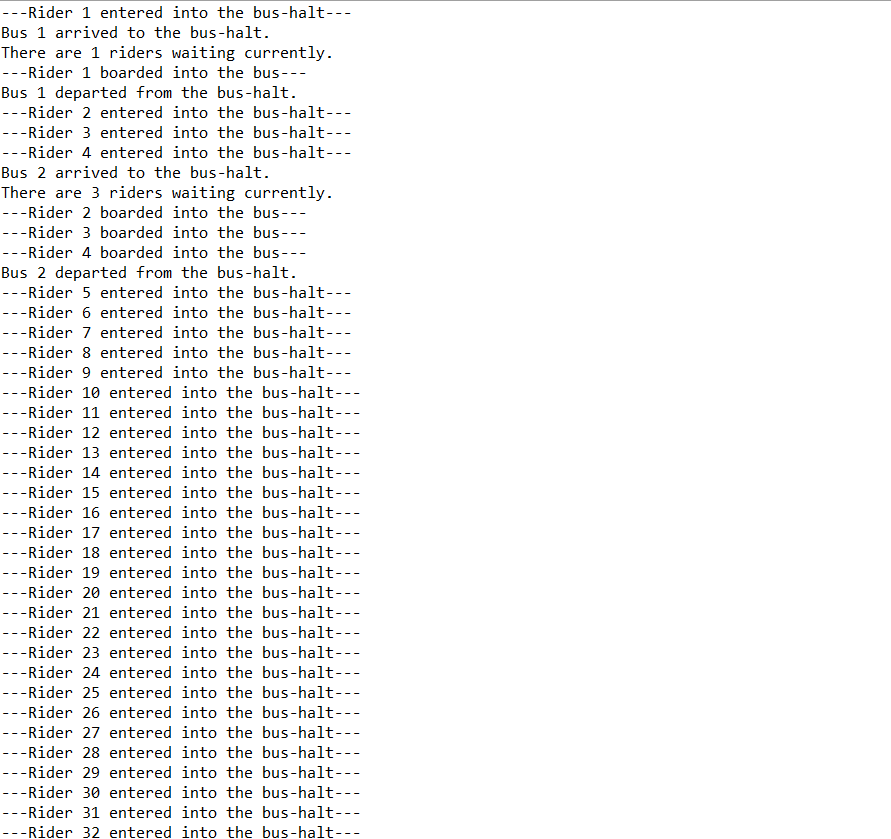 ---Rider 1 entered into the bus-halt---
Bus 1 arrived to the bus-halt.
There are 1 riders waiting currently.
---Rider 1 boarded into the bus---
Bus 1 departed from the bus-halt.
---Rider 2 entered into the bus-halt---
---Rider 3 entered into the bus-halt---
---Rider 4 entered into the bus-halt---
Bus 2 arrived to the bus-halt.
There are 3 riders waiting currently.
---Rider 2 boarded into the bus---
---Rider 3 boarded into the bus---
---Rider 4 boarded into the bus---
Bus 2 departed from the bus-halt.
---Rider 5 entered into the bus-halt---
---Rider 6 entered into the bus-halt---
---Rider 7 entered into the bus-halt---
---Rider 8 entered into the bus-halt---
---Rider 9 entered into the bus-halt---
---Rider 10 entered into the bus-halt---
---Rider 11 entered into the bus-halt---
---Rider 12 entered into the bus-halt---
---Rider 13 entered into the bus-halt---
---Rider 14 entered into the bus-halt---
---Rider 15 entered into the bus-halt---
---Rider 16 entered into the bus-halt---
---Rider 17 entered into the bus-halt---
---Rider 18 entered into the bus-halt---
---Rider 19 entered into the bus-halt---
---Rider 20 entered into the bus-halt---
---Rider 21 entered into the bus-halt---
---Rider 22 entered into the bus-halt---
---Rider 23 entered into the bus-halt---
---Rider 24 entered into the bus-halt---
---Rider 25 entered into the bus-halt---
---Rider 26 entered into the bus-halt---
---Rider 27 entered into the bus-halt---
---Rider 28 entered into the bus-halt---
---Rider 29 entered into the bus-halt---
---Rider 30 entered into the bus-halt---
---Rider 31 entered into the bus-halt---
---Rider 32 entered into the bus-halt---